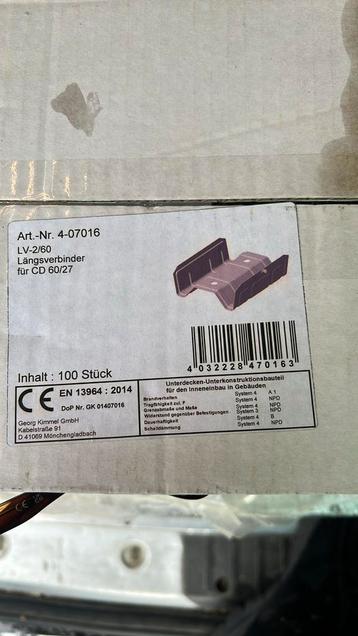 Art.-Nr. 4-07016
LV-2/60
Längsverbinder
für CD 60/27
4 032228 470163
Inhalt : 100 Stück
CE EN 13964 : 2014
DoP Nr. GK 01407016
Georg Kimmel GmbH
Kabelstraße 91
D 41069 Mönchengladbach
Unterdecken-Unterkonstruktionsbauteil
für den Inneneinbau in Gebäuden
Brandverhalten System 4 A 1
Tragfähigkeit zul. F System 4 NPD
Grenzabmaße und Maße System 4 NPD
Widerstand gegenüber Befestigungen System 3 NPD
Dauerhaftigkeit System 4 B
Schalldämmung System 4 NPD